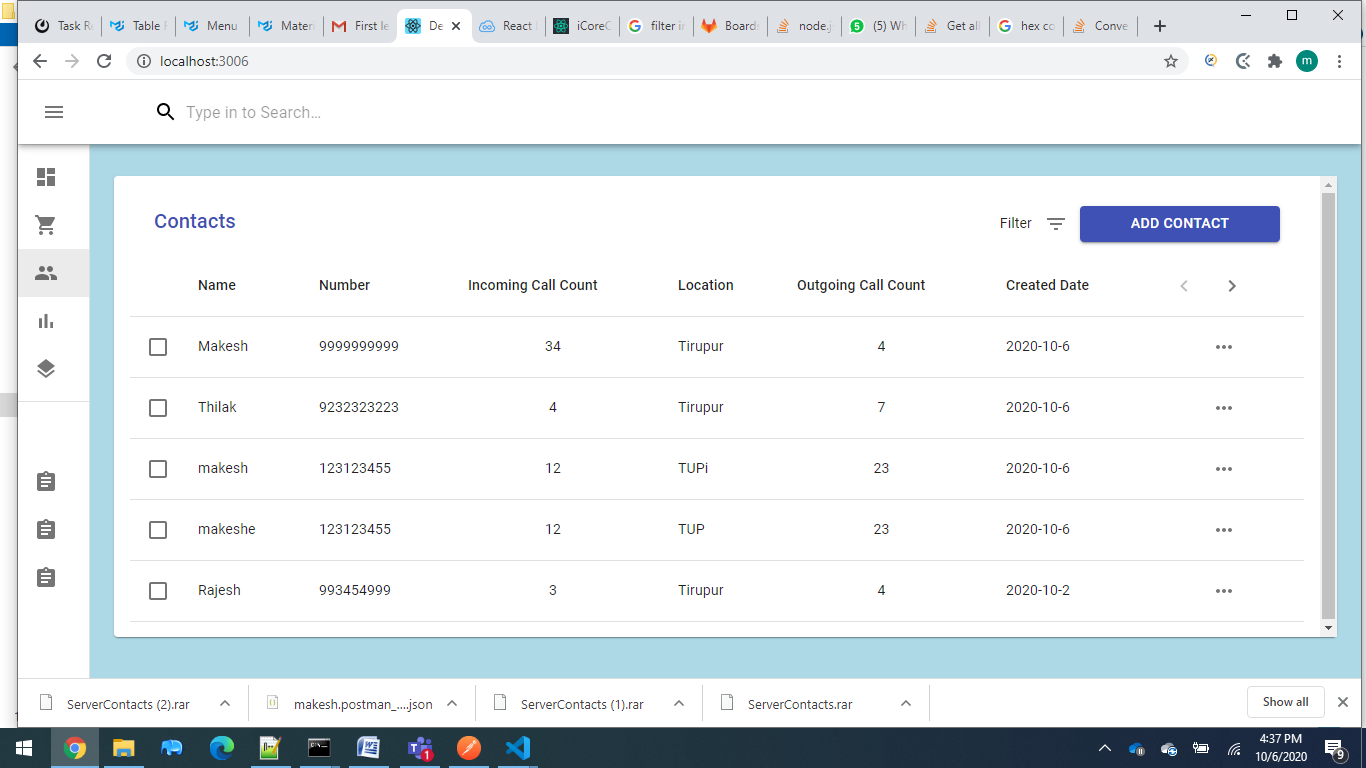 Task Re
Table F
Menu
Mater
First le
De
React
iCoreC
filter in
Board
node.j
(5) Wh
Get all
hex co
Conve
localhost:3006
m
Type in to Search...
Contacts
Filter
ADD CONTACT
Name Number Incoming Call Count Location Outgoing Call Count Created Date
Makesh 9999999999 34 Tirupur 4 2020-10-6
Thilak 9232323223 4 Tirupur 7 2020-10-6
makesh 123123455 12 TUPi 23 2020-10-6
makeshe 123123455 12 TUP 23 2020-10-6
Rajesh 993454999 3 Tirupur 4 2020-10-2
ServerContacts (2).rar
makesh.postman_....json
ServerContacts (1).rar
ServerContacts.rar
Show all
4:37 PM
10/6/2020
1
9